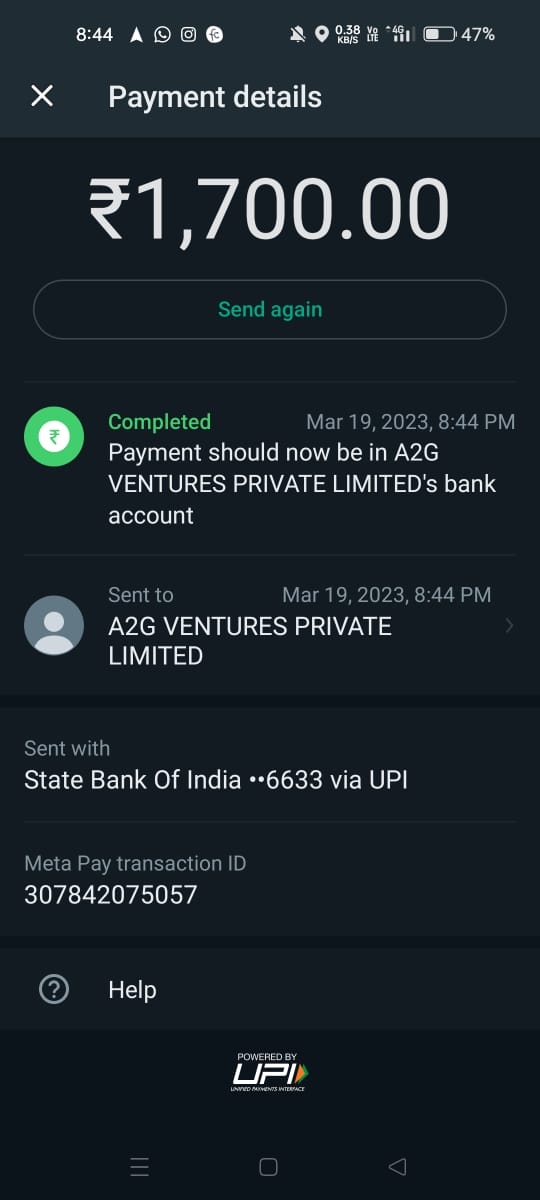 8:44 0.38 KB/S Vo LTE 4G 47%
Payment details
₹1,700.00
Send again
Completed Mar 19, 2023, 8:44 PM
Payment should now be in A2G
VENTURES PRIVATE LIMITED's bank
account
Sent to Mar 19, 2023, 8:44 PM
A2G VENTURES PRIVATE
LIMITED
Sent with
State Bank Of India ••6633 via UPI
Meta Pay transaction ID
307842075057
? Help
POWERED BY
UPI
UNIFIED PAYMENTS INTERFACE